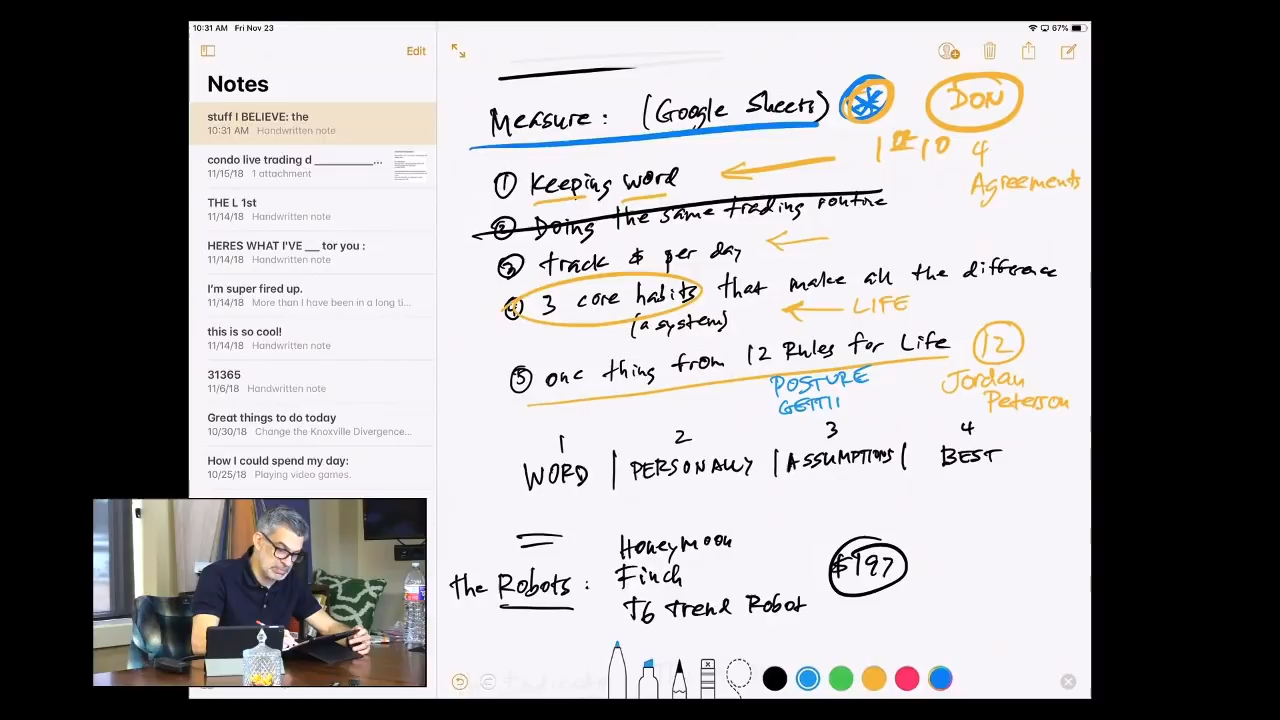 10:31 AM Fri Nov 23
67%
Edit
Notes
stuff I BELIEVE: the
10:31 AM Handwritten note
condo live trading d __________...
11/15/18 1 attachment
THE L 1st
11/14/18 Handwritten note
HERES WHAT I'VE ___ tor you :
11/14/18 Handwritten note
I'm super fired up.
11/14/18 More than I have been in a long ti...
this is so cool!
11/14/18 Handwritten note
31365
11/6/18 Handwritten note
Great things to do today
10/30/18 Change the Knoxville Divergence...
How I could spend my day:
10/25/18 Playing video games.
Measure: (Google Sheets) * DON
1 10 4
Agreements
① Keeping word
② Doing the same trading routine
③ track $ per day
④ 3 core habits that make all the difference
(a system) LIFE
⑤ one thing from 12 Rules for Life 12
POSTURE Jordan
GETTI Peterson
1 2 3 4
WORD | PERSONALLY | ASSUMPTIONS | BEST
the Robots: Honeymoon
Finch $997
T6 Trend Robot